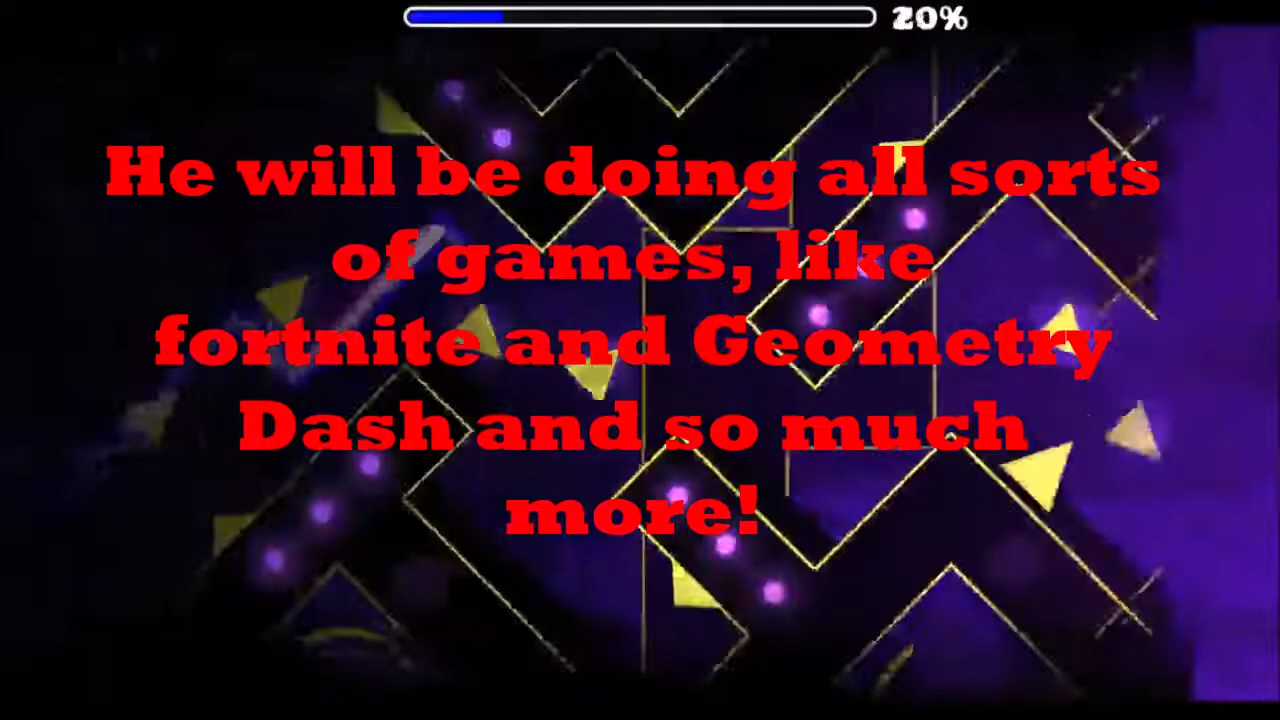 20%
He will be doing all sorts
of games, like
fortnite and Geometry
Dash and so much
more!